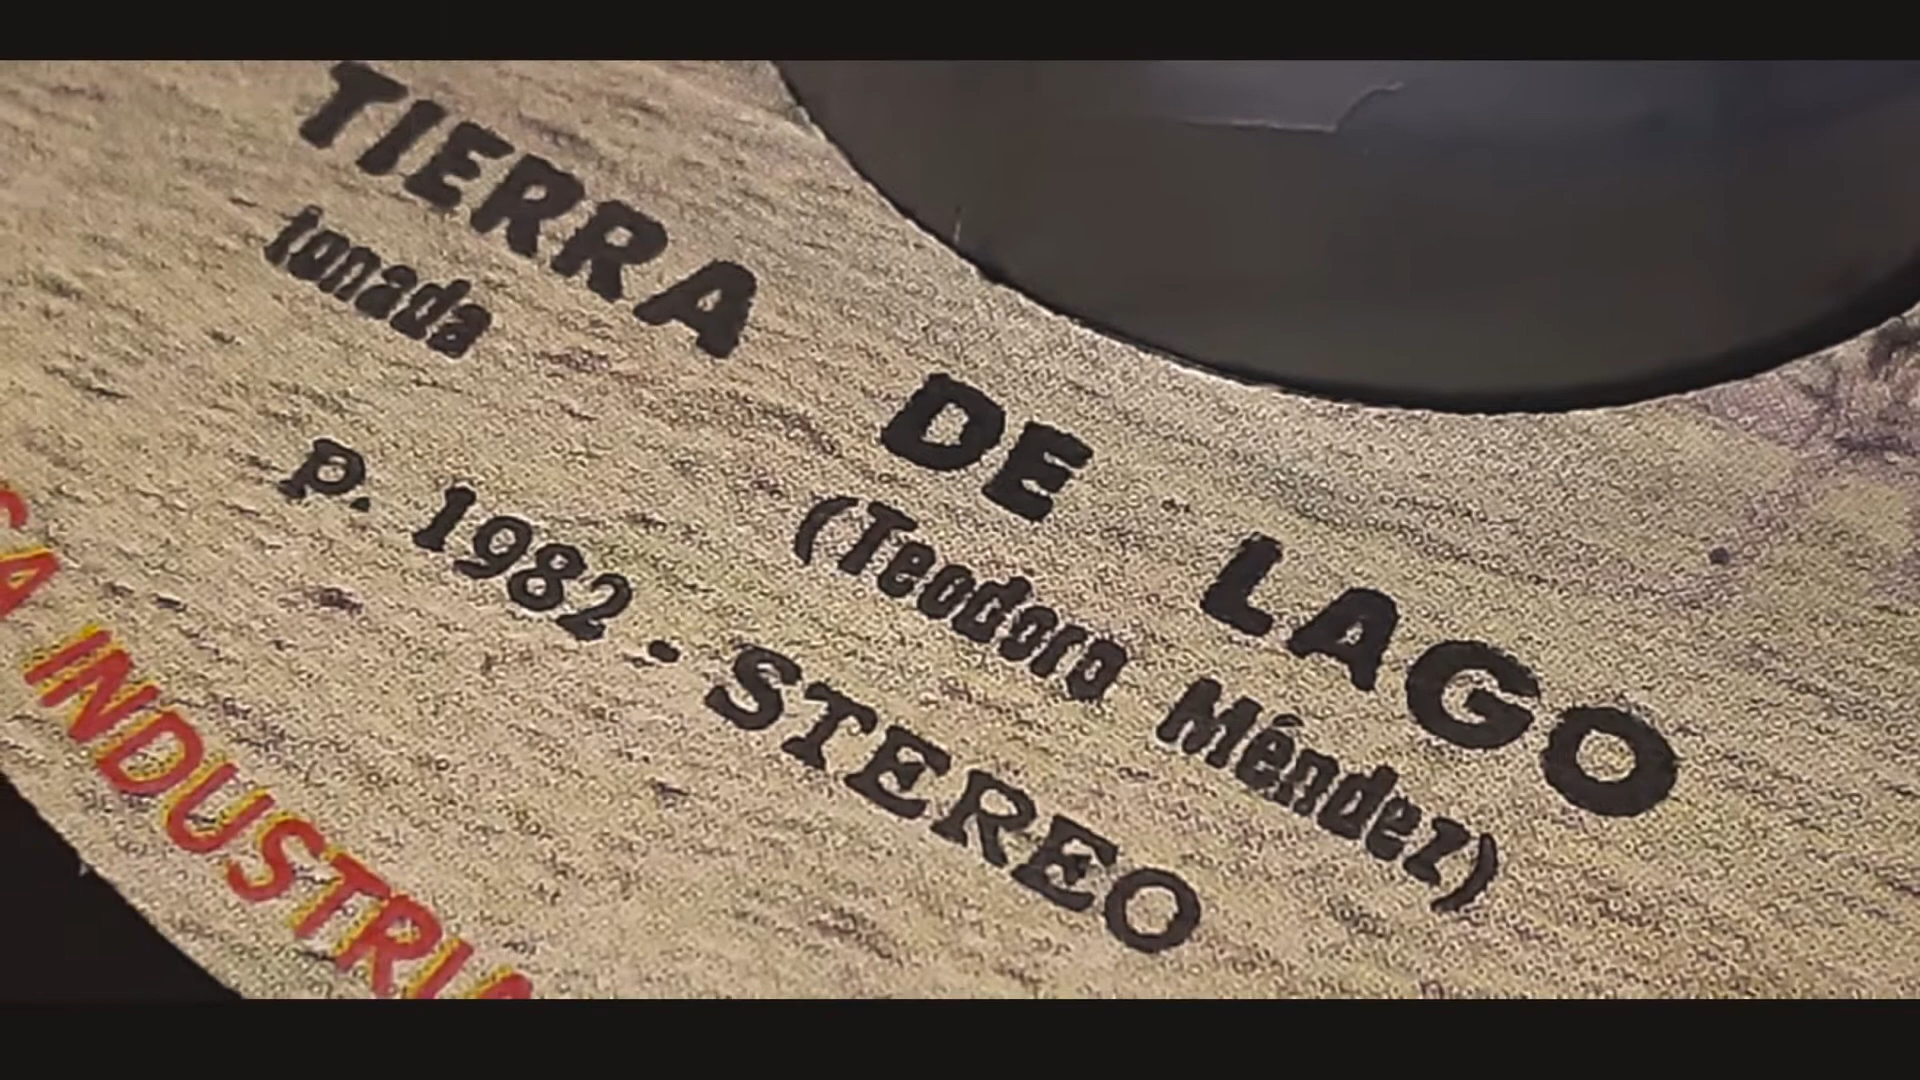 TIERRA DE LAGO
tonada
(Teodoro Méndez)
P. 1982 - STEREO
INDUSTRIA